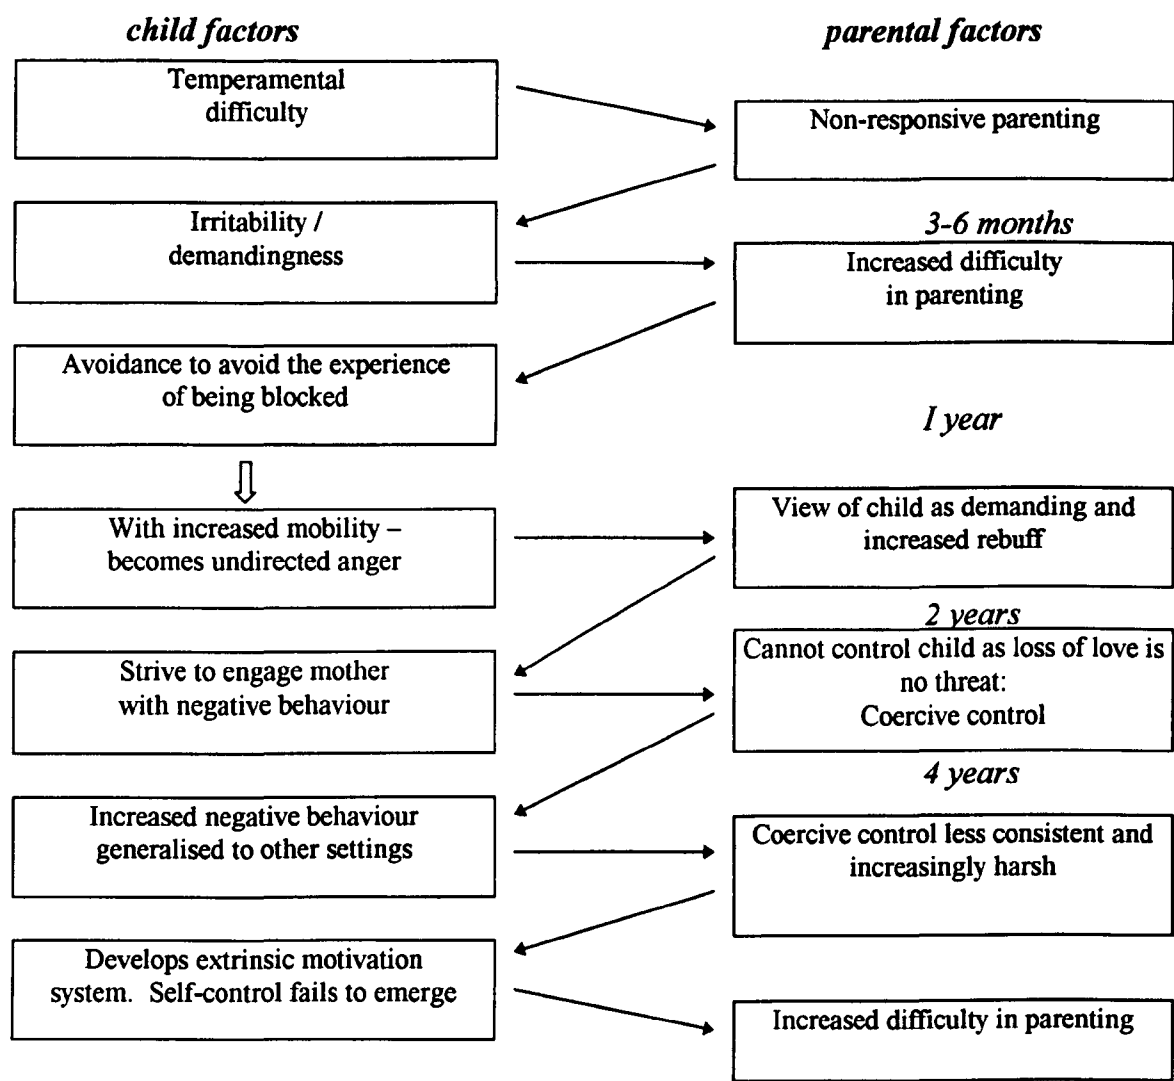 child factors
parental factors
Temperamental
difficulty
Non-responsive parenting
Irritability /
demandingness
3-6 months
Increased difficulty
in parenting
Avoidance to avoid the experience
of being blocked
I year
With increased mobility –
becomes undirected anger
View of child as demanding and
increased rebuff
2 years
Strive to engage mother
with negative behaviour
Cannot control child as loss of love is
no threat:
Coercive control
4 years
Increased negative behaviour
generalised to other settings
Coercive control less consistent and
increasingly harsh
Develops extrinsic motivation
system. Self-control fails to emerge
Increased difficulty in parenting